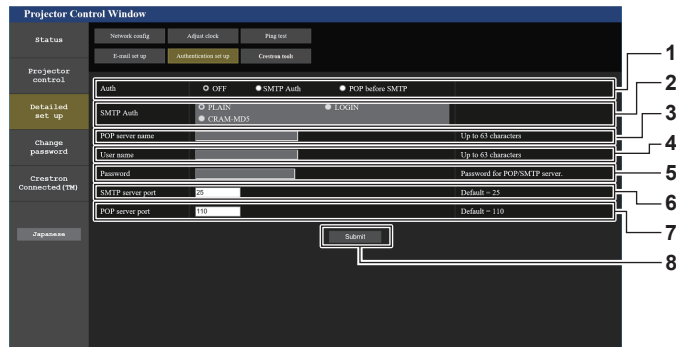 Projector Control Window
Status
Network config Adjust clock Ping test
E-mail set up Authentication set up Crestron tools
Projector
control
Detailed
set up
Change
password
Crestron
Connected(TM)
Japanese
Auth OFF SMTP Auth POP before SMTP
SMTP Auth PLAIN LOGIN
CRAM-MD5
POP server name Up to 63 characters
User name Up to 63 characters
Password Password for POP/SMTP server.
SMTP server port 25 Default = 25
POP server port 110 Default = 110
Submit
1
2
3
4
5
6
7
8